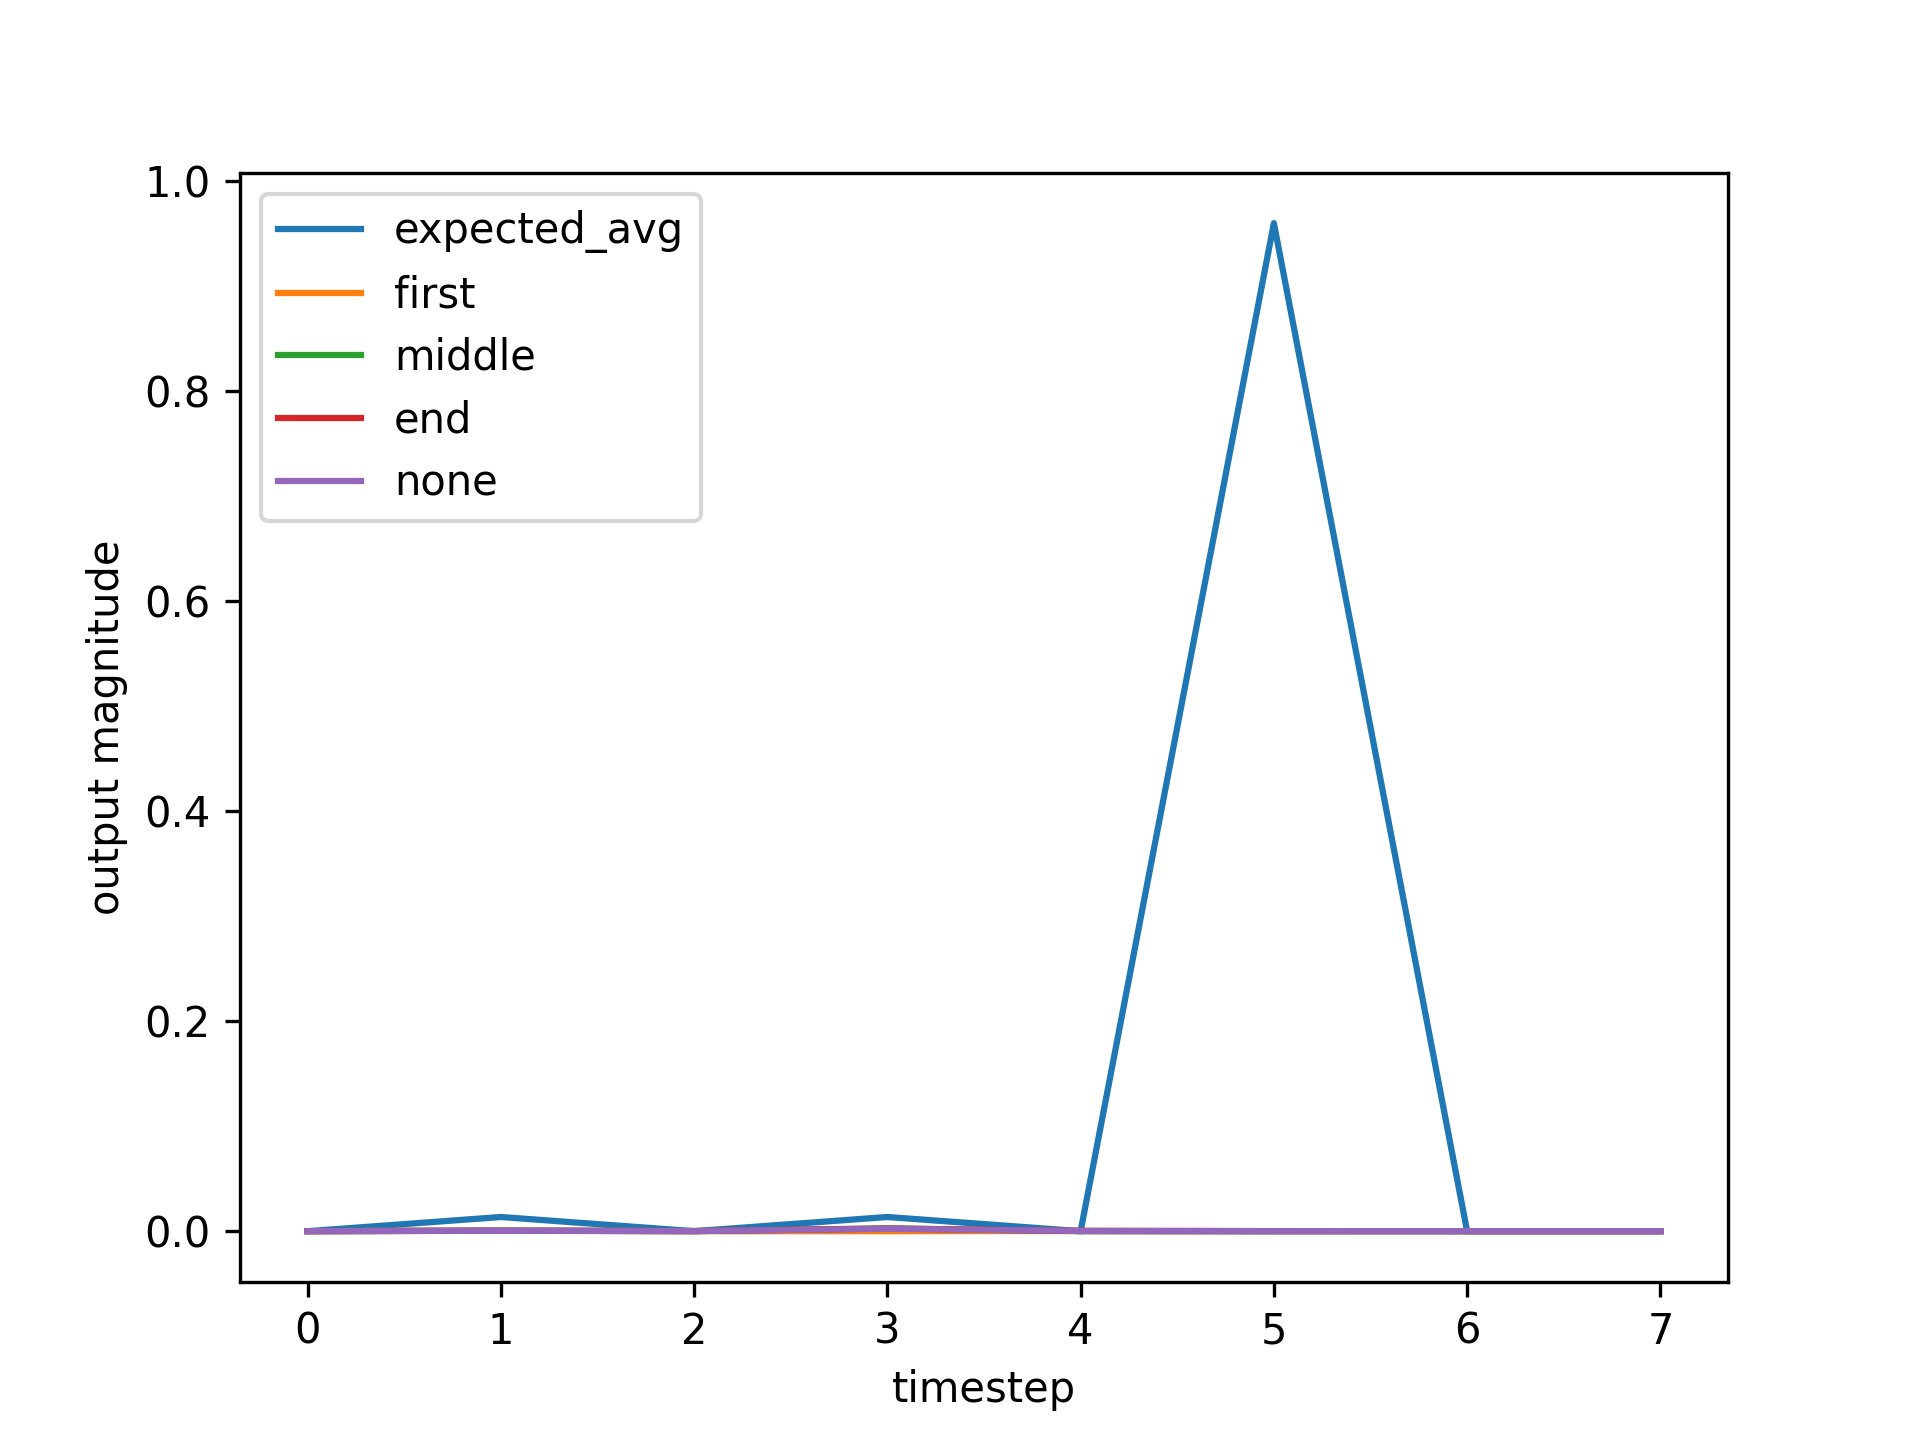 1.0
0.8
0.6
0.4
0.2
0.0
output magnitude
expected_avg
first
middle
end
none
0 1 2 3 4 5 6 7
timestep